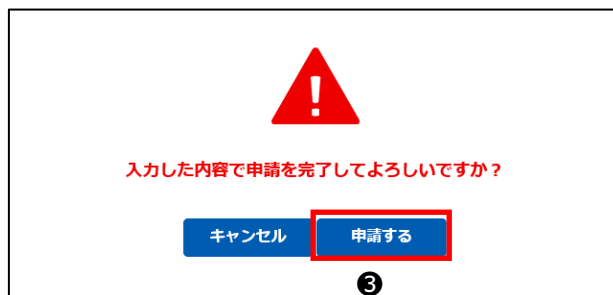 !
入力した内容で申請を完了してよろしいですか？
キャンセル 申請する
❸